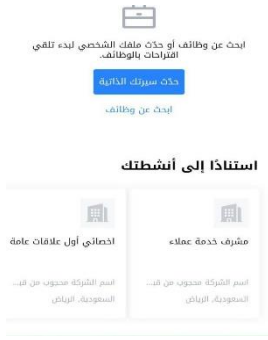 ابحث عن وظائف أو حدّث ملفك الشخصي لبدء تلقي
اقتراحات بالوظائف.
حدّث سيرتك الذاتية
ابحث عن وظائف
استنادًا إلى أنشطتك
مشرف خدمة عملاء
اسم الشركة محجوب من قبـ...
السعودية, الرياض
اخصائي أول علاقات عامة
اسم الشركة محجوب من قبـ...
السعودية, الرياض